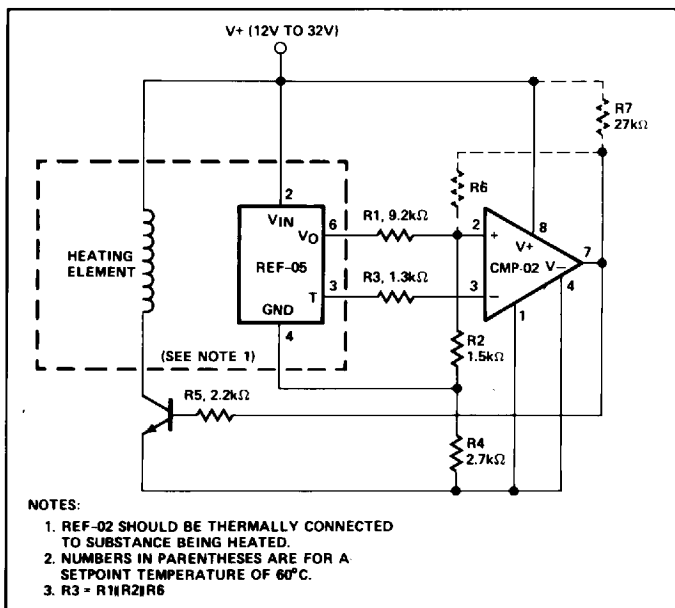 V+ (12V TO 32V)
R7
27kΩ
R6
2
VIN
VO
6
R1, 9.2kΩ
2
+
8
V+
7
HEATING
ELEMENT
REF-05
CMP-02
V−
4
T
3
R3, 1.3kΩ
3
−
GND
4
1
(SEE NOTE 1)
R2
1.5kΩ
R5, 2.2kΩ
R4
2.7kΩ
NOTES:
1. REF-02 SHOULD BE THERMALLY CONNECTED
TO SUBSTANCE BEING HEATED.
2. NUMBERS IN PARENTHESES ARE FOR A
SETPOINT TEMPERATURE OF 60°C.
3. R3 = R1||R2||R6